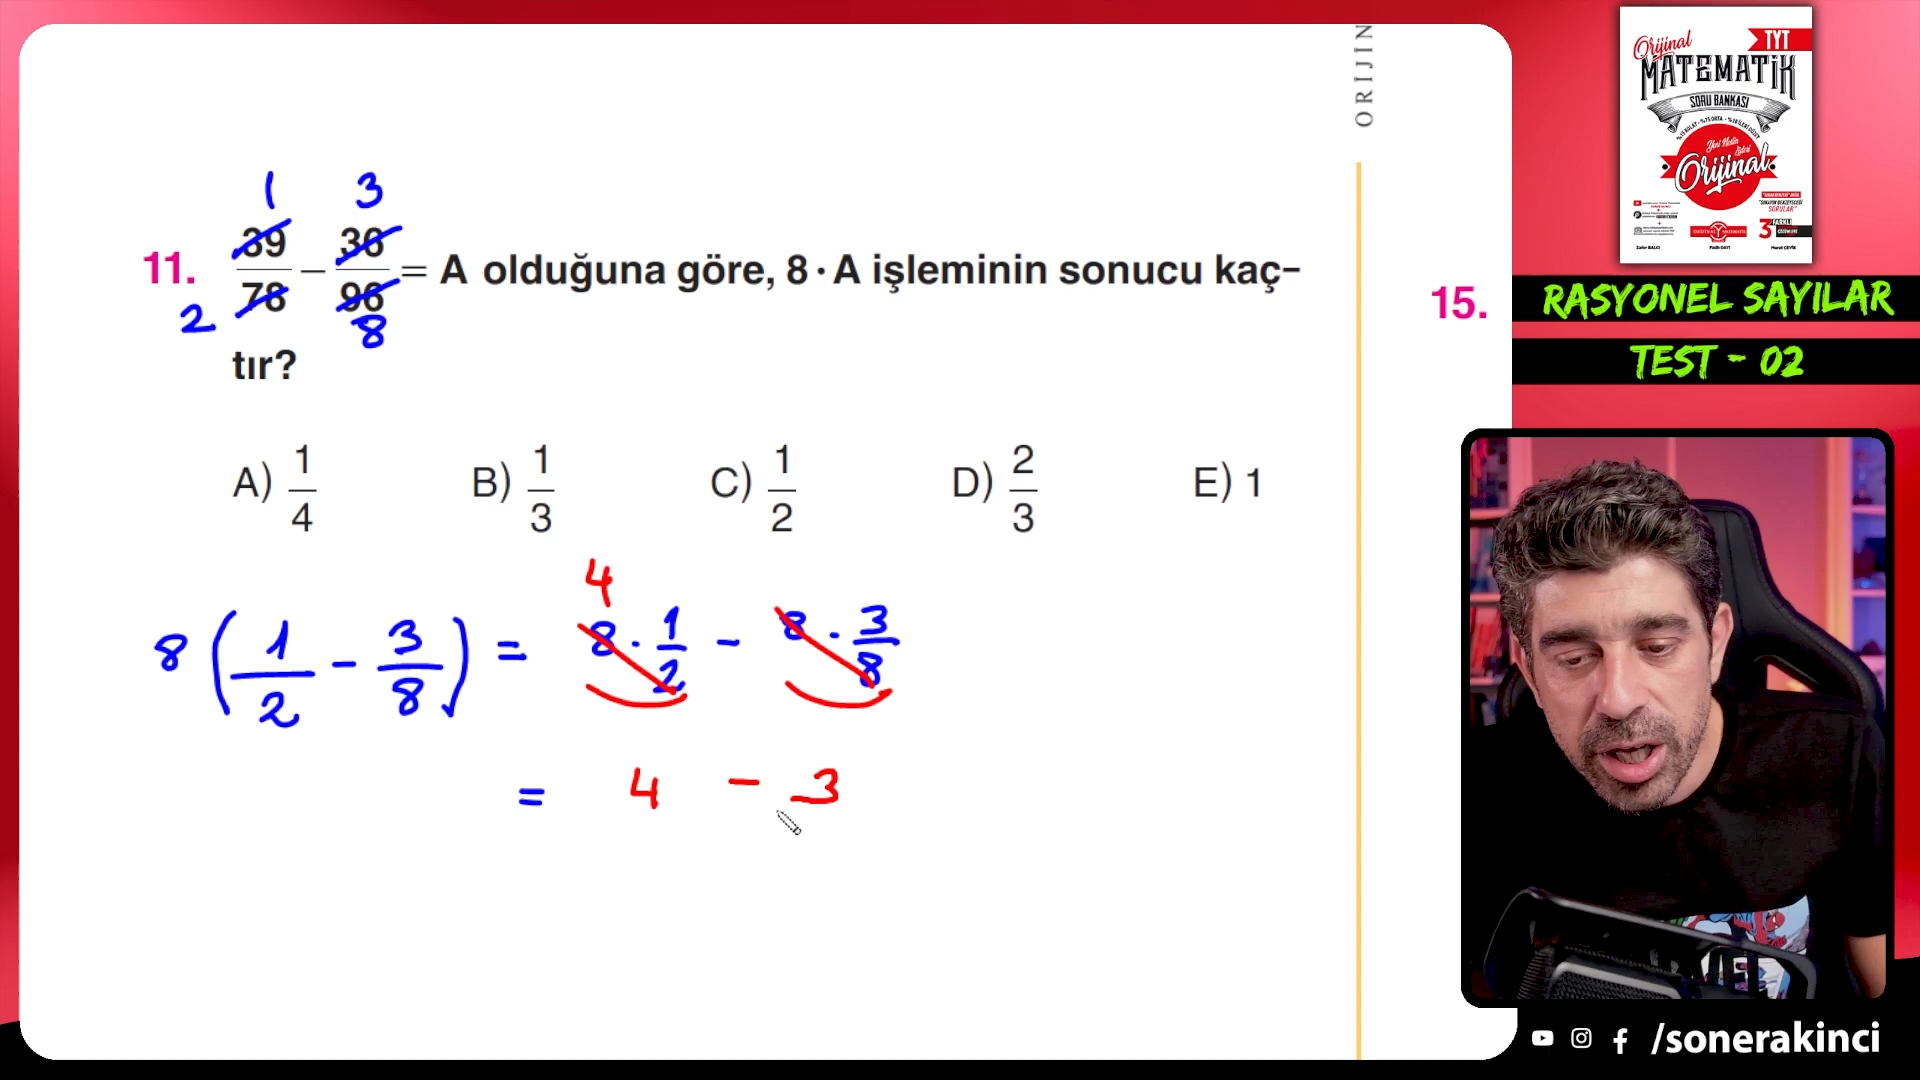 ORİJİN
1 3
11. 39/78 − 36/96 = A olduğuna göre, 8 · A işleminin sonucu kaç−
2 8
tır?
A) 1/4 B) 1/3 C) 1/2 D) 2/3 E) 1
4
8 (1/2 − 3/8) = 8 · 1/2 − 8 · 3/8
= 4 − 3
15.
Orijinal
TYT
MATEMATİK
SORU BANKASI
Orijinal
RASYONEL SAYILAR
TEST - 02
/sonerakinci